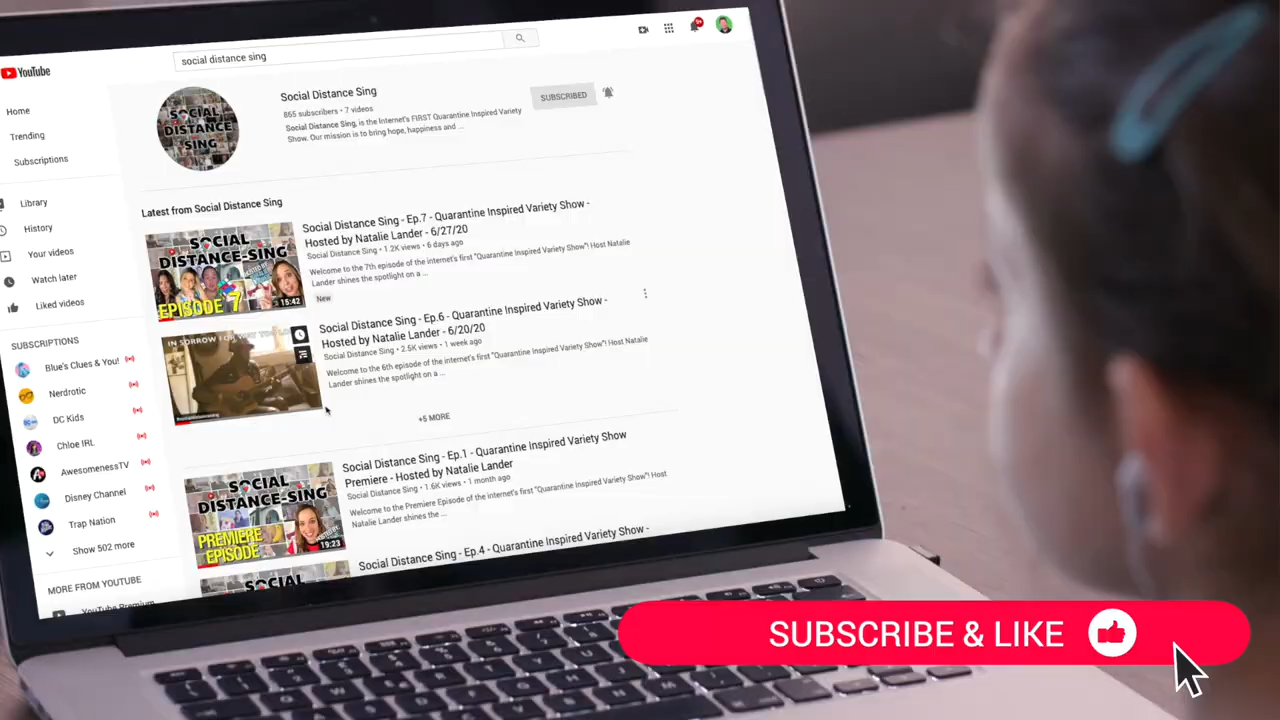 social distance sing
YouTube
Home
Trending
Subscriptions
Library
History
Your videos
Watch later
Liked videos
SUBSCRIPTIONS
Blue's Clues & You!
Nerdrotic
DC Kids
Chloe IRL
AwesomenessTV
Disney Channel
Trap Nation
Show 502 more
MORE FROM YOUTUBE
YouTube Premium
SOCIAL
DISTANCE
SING
Social Distance Sing
865 subscribers • 7 videos
Social Distance Sing, is the Internet's FIRST Quarantine Inspired Variety
Show. Our mission is to bring hope, happiness and ...
SUBSCRIBED
9+
Latest from Social Distance Sing
SOCIAL
DISTANCE-SING
EPISODE 7
15:42
Social Distance Sing - Ep.7 - Quarantine Inspired Variety Show -
Hosted by Natalie Lander - 6/27/20
Social Distance Sing • 1.2K views • 6 days ago
Welcome to the 7th episode of the internet's first "Quarantine Inspired Variety Show"! Host Natalie
Lander shines the spotlight on a ...
New
Social Distance Sing - Ep.6 - Quarantine Inspired Variety Show -
Hosted by Natalie Lander - 6/20/20
Social Distance Sing • 2.5K views • 1 week ago
Welcome to the 6th episode of the internet's first "Quarantine Inspired Variety Show"! Host Natalie
Lander shines the spotlight on a ...
+5 MORE
SOCIAL
DISTANCE-SING
PREMIERE
EPISODE
19:23
Social Distance Sing - Ep.1 - Quarantine Inspired Variety Show
Premiere - Hosted by Natalie Lander
Social Distance Sing • 1.6K views • 1 month ago
Welcome to the Premiere Episode of the internet's first "Quarantine Inspired Variety Show"! Host
Natalie Lander shines the ...
SOCIAL
Social Distance Sing - Ep.4 - Quarantine Inspired Variety Show -
SUBSCRIBE & LIKE